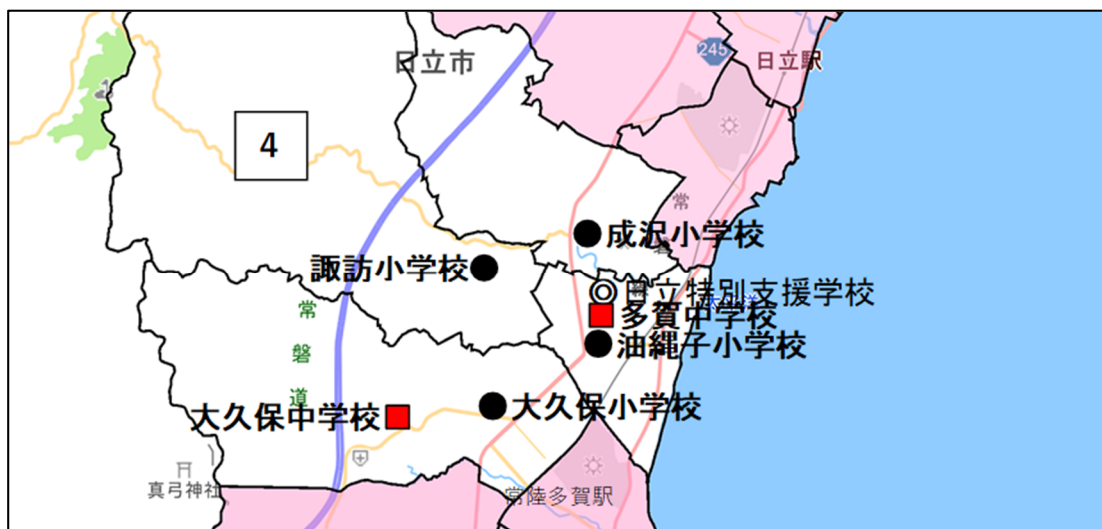 245
日立駅
日立市
4
常
成沢小学校
磐
諏訪小学校
日立特別支援学校
常
多賀中学校
油縄子小学校
磐
道
大久保中学校
大久保小学校
真弓神社
常陸多賀駅